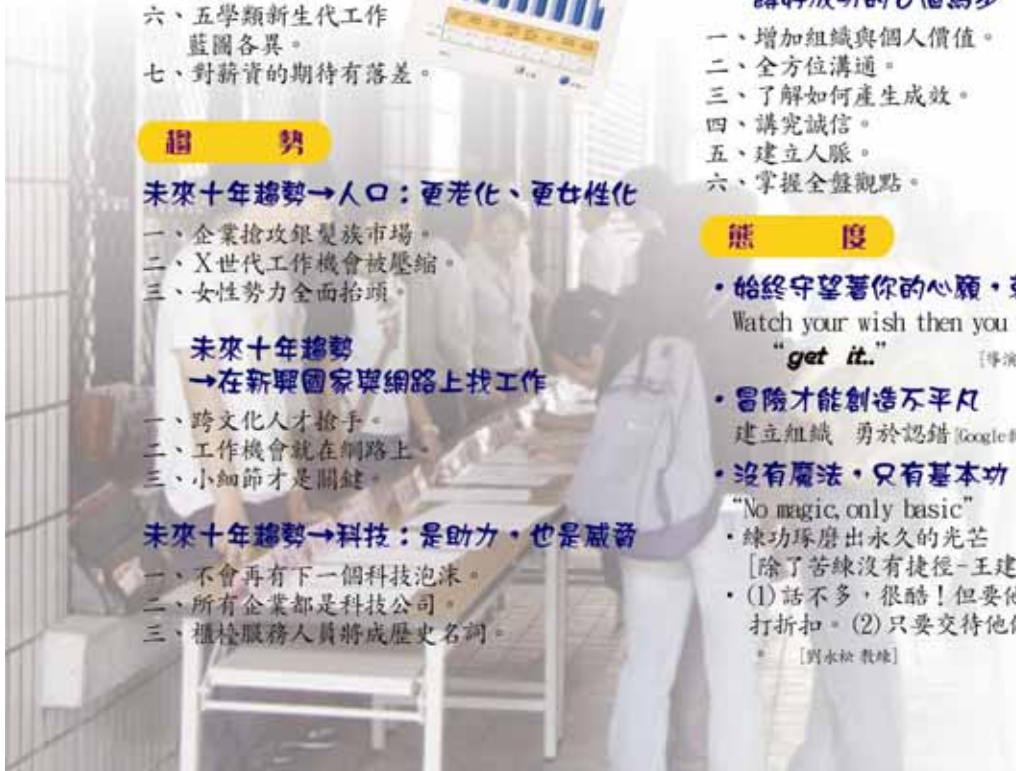 六、五學類新生代工作
藍圖各異。
七、對薪資的期待有落差。
趨 勢
未來十年趨勢→人口：更老化、更女性化
一、企業搶攻銀髮族市場。
二、X世代工作機會被壓縮。
三、女性勢力全面抬頭。
未來十年趨勢
→在新興國家與網路上找工作
一、跨文化人才搶手。
二、工作機會就在網路上。
三、小細節才是關鍵。
未來十年趨勢→科技：是助力，也是威脅
一、不會再有下一個科技泡沫。
二、所有企業都是科技公司。
三、櫃檯服務人員將成歷史名詞。
一、增加組織與個人價值。
二、全方位溝通。
三、了解如何產生成效。
四、講究誠信。
五、建立人脈。
六、掌握全盤觀點。
態 度
·始終守望著你的心願，
Watch your wish then you
“get it..” [導演
·冒險才能創造不平凡
建立組織 勇於認錯[Google
·沒有魔法，只有基本功
“No magic, only basic”
·練功琢磨出永久的光芒
[除了苦練沒有捷徑-王建
·(1)話不多，很酷！但要他
打折扣。(2)只要交待他
。 [劉永松 教練]